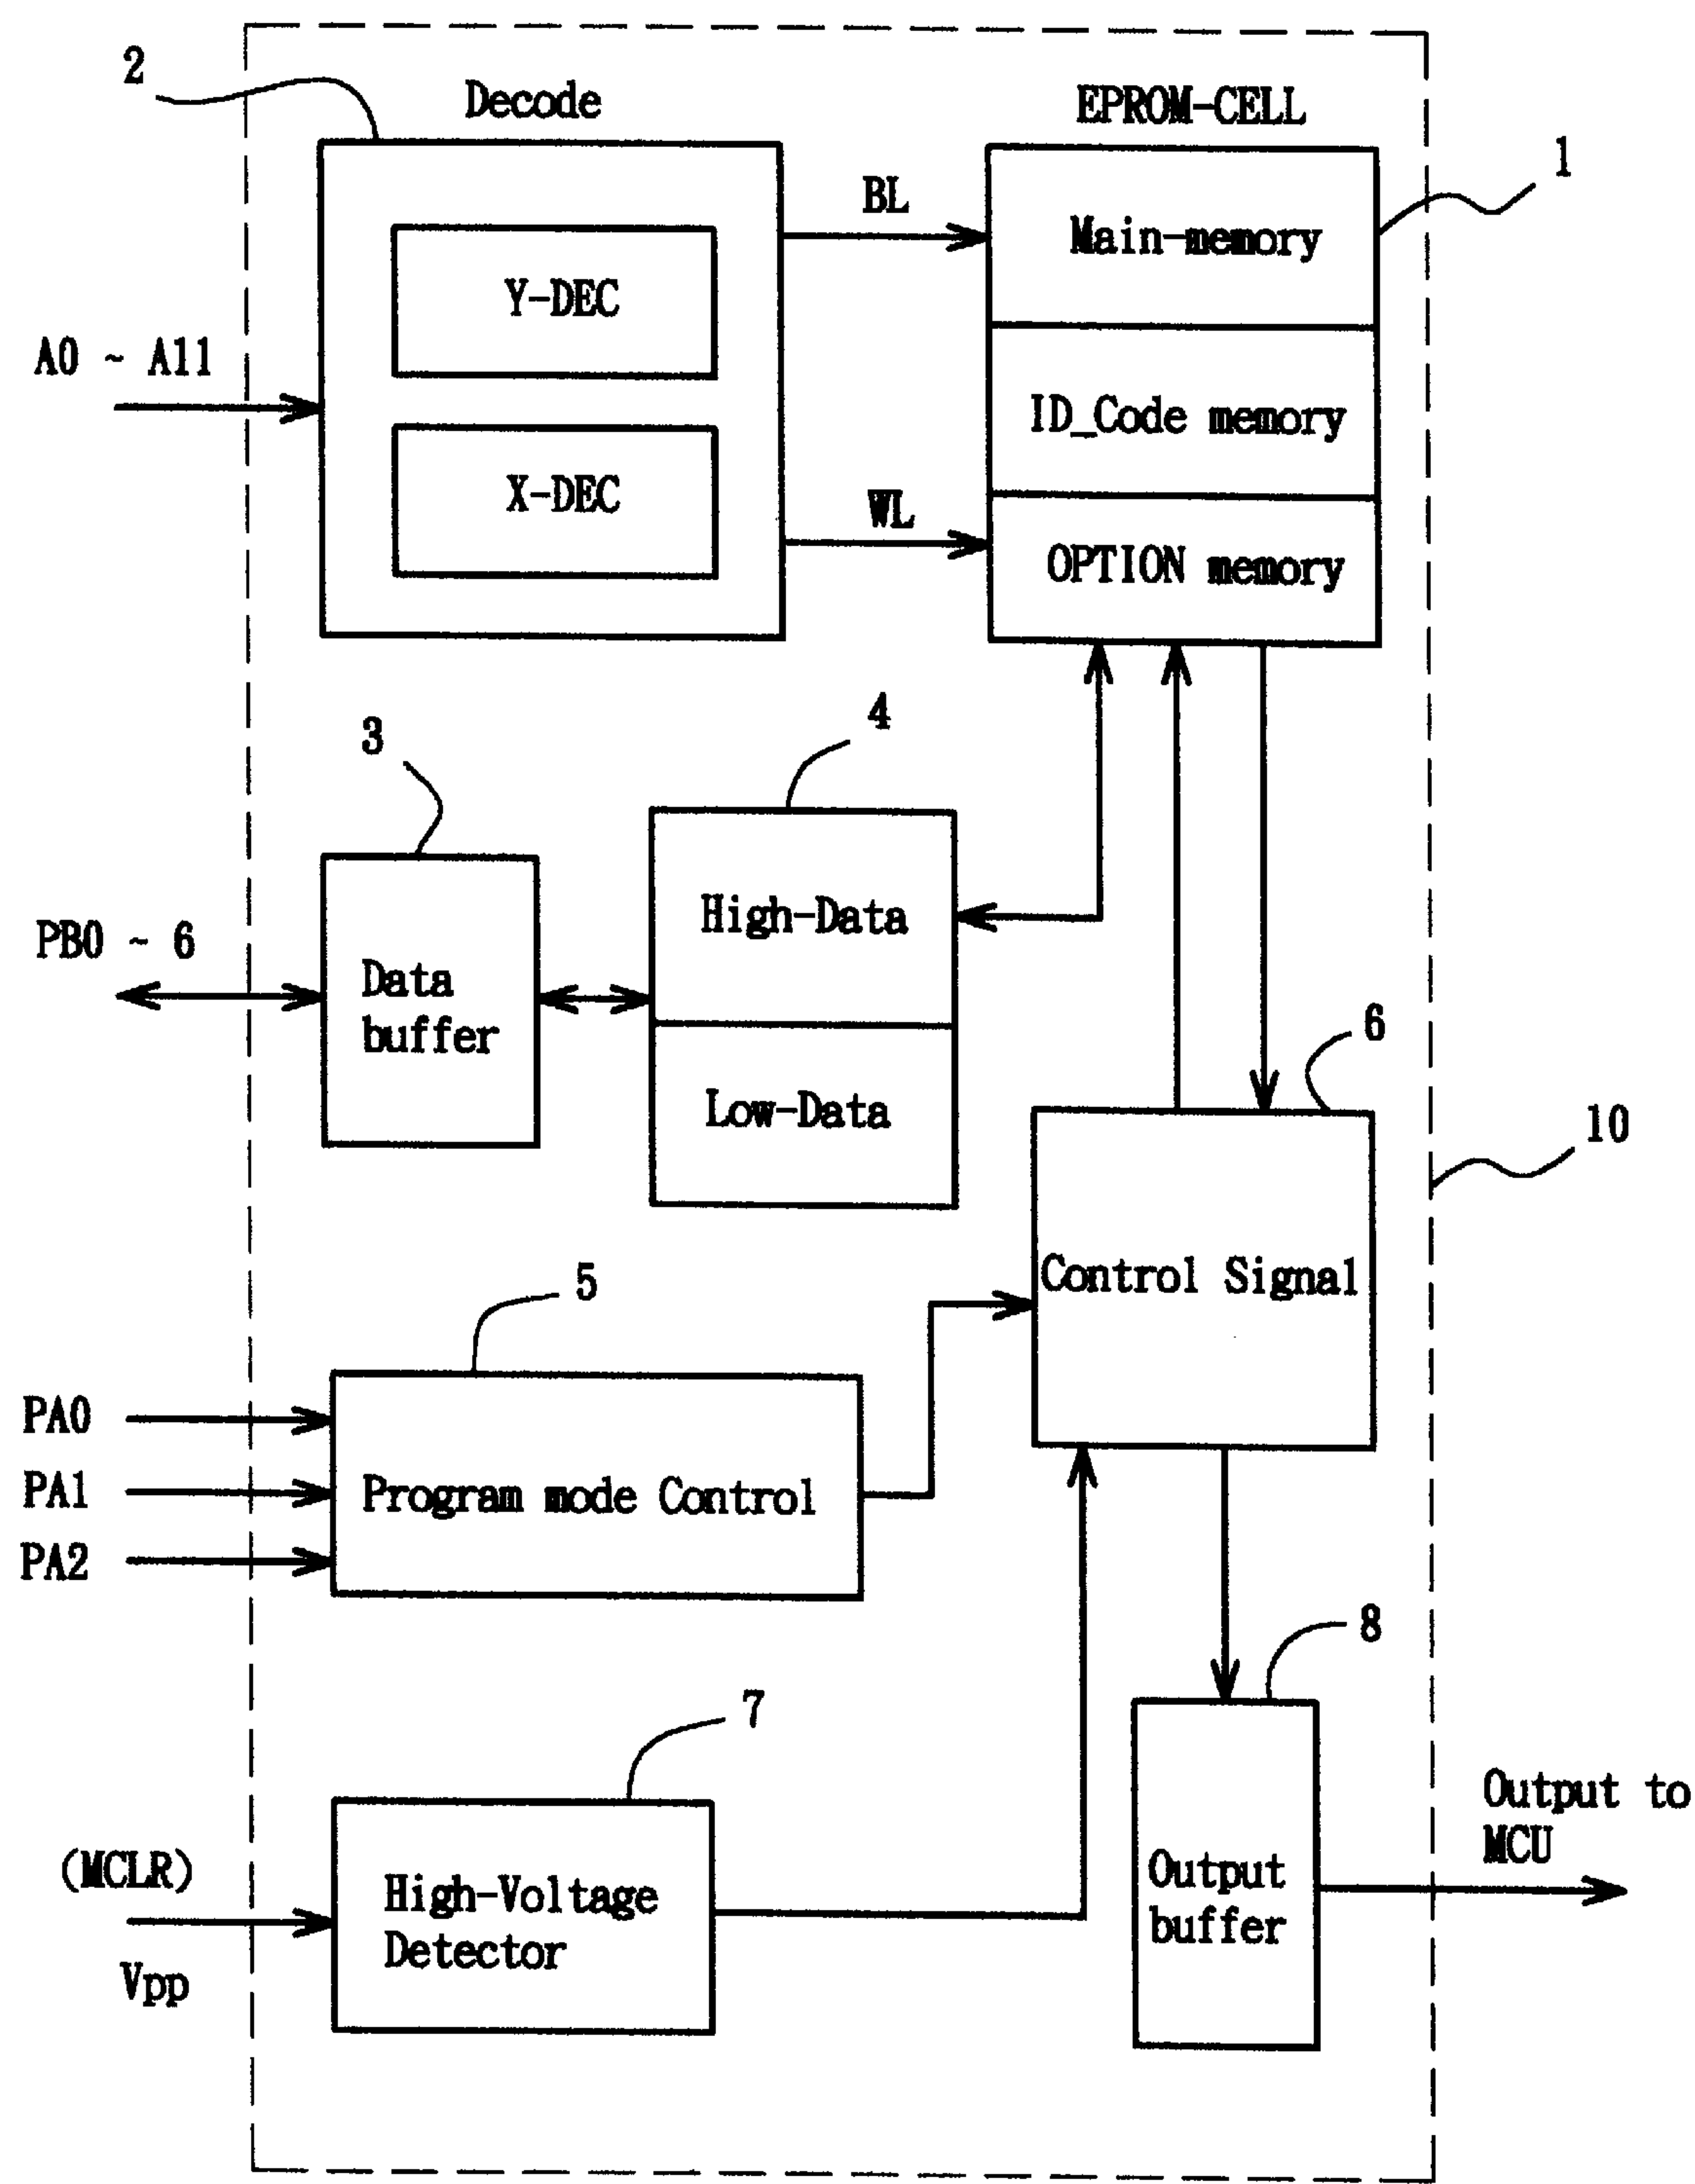 2
Decode
EPROM-CELL
1
BL
Main-memory
Y-DEC
A0 ~ A11
ID_Code memory
X-DEC
WL
OPTION memory
3
4
High-Data
PB0 ~ 6
Data
buffer
6
Low-Data
10
Control Signal
5
PA0
PA1
Program mode Control
PA2
8
7
Output to
MCU
(MCLR)
High-Voltage
Detector
Output
buffer
Vpp